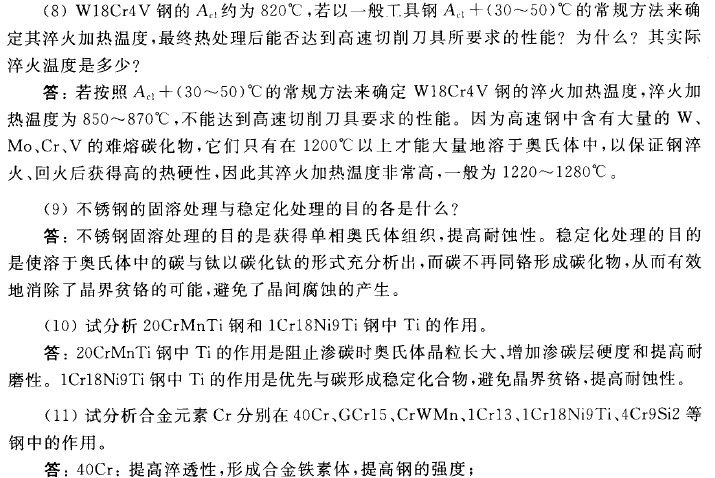 (8) W18Cr4V 钢的 Ac1约为 820℃,若以一般工具钢 Ac1+(30～50)℃的常规方法来确
定其淬火加热温度,最终热处理后能否达到高速切削刀具所要求的性能? 为什么? 其实际
淬火温度是多少?
答: 若按照 Ac1+(30～50)℃的常规方法来确定 W18Cr4V 钢的淬火加热温度,淬火加
热温度为 850～870℃,不能达到高速切削刀具要求的性能。因为高速钢中含有大量的 W、
Mo、Cr、V 的难熔碳化物,它们只有在 1200℃以上才能大量地溶于奥氏体中,以保证钢淬
火、回火后获得高的热硬性,因此其淬火加热温度非常高,一般为 1220～1280℃。
(9) 不锈钢的固溶处理与稳定化处理的目的各是什么?
答: 不锈钢固溶处理的目的是获得单相奥氏体组织,提高耐蚀性。稳定化处理的目的
是使溶于奥氏体中的碳与钛以碳化钛的形式充分析出,而碳不再同铬形成碳化物,从而有效
地消除了晶界贫铬的可能,避免了晶间腐蚀的产生。
(10) 试分析 20CrMnTi 钢和 1Cr18Ni9Ti 钢中 Ti 的作用。
答: 20CrMnTi 钢中 Ti 的作用是阻止渗碳时奥氏体晶粒长大、增加渗碳层硬度和提高耐
磨性。1Cr18Ni9Ti 钢中 Ti 的作用是优先与碳形成稳定化合物,避免晶界贫铬,提高耐蚀性。
(11) 试分析合金元素 Cr 分别在 40Cr、GCr15、CrWMn、1Cr13、1Cr18Ni9Ti、4Cr9Si2 等
钢中的作用。
答: 40Cr: 提高淬透性,形成合金铁素体,提高钢的强度;